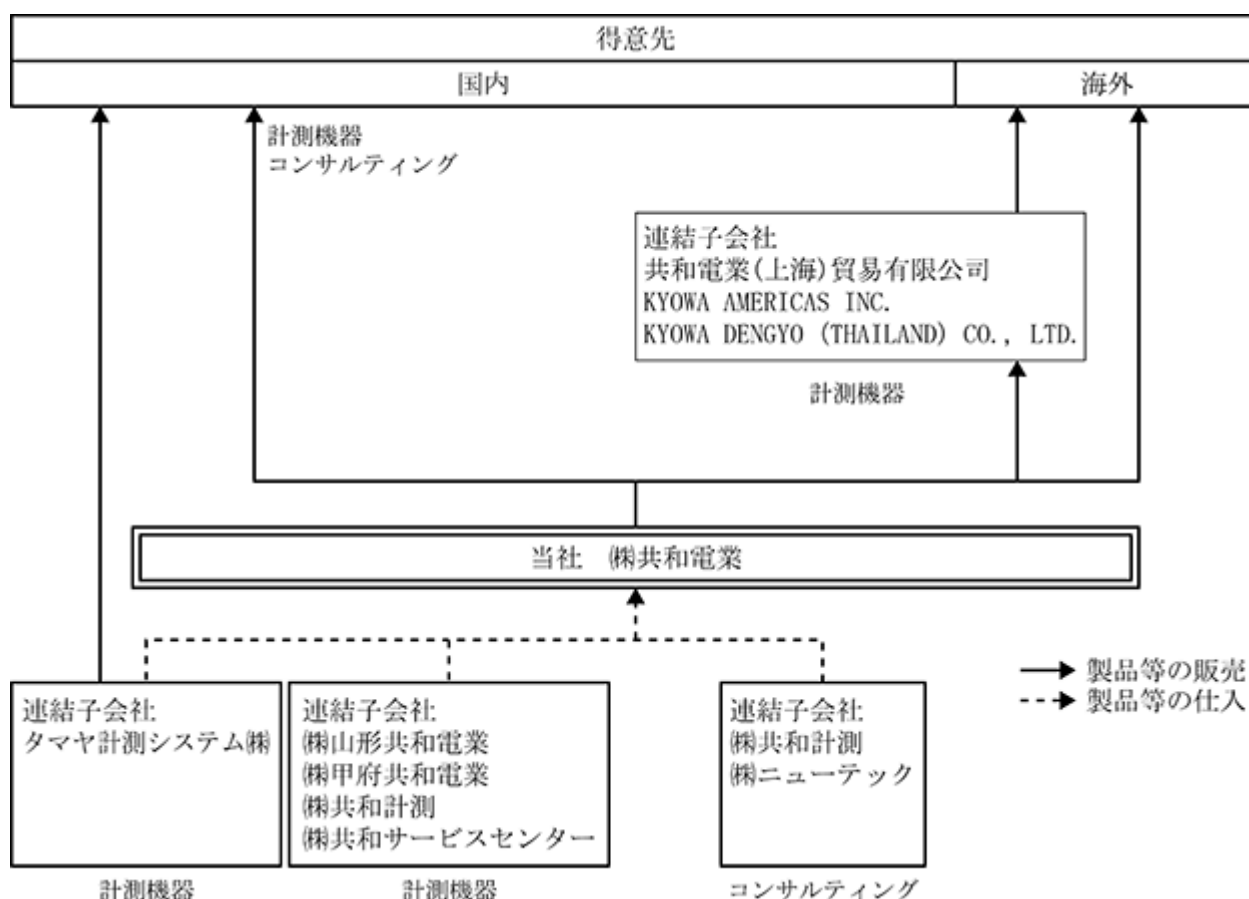 得意先
国内
海外
計測機器
コンサルティング
連結子会社
共和電業(上海)貿易有限公司
KYOWA AMERICAS INC.
KYOWA DENGYO (THAILAND) CO., LTD.
計測機器
当社 ㈱共和電業
製品等の販売
製品等の仕入
連結子会社
タマヤ計測システム㈱
計測機器
連結子会社
㈱山形共和電業
㈱甲府共和電業
㈱共和計測
㈱共和サービスセンター
計測機器
連結子会社
㈱共和計測
㈱ニューテック
コンサルティング